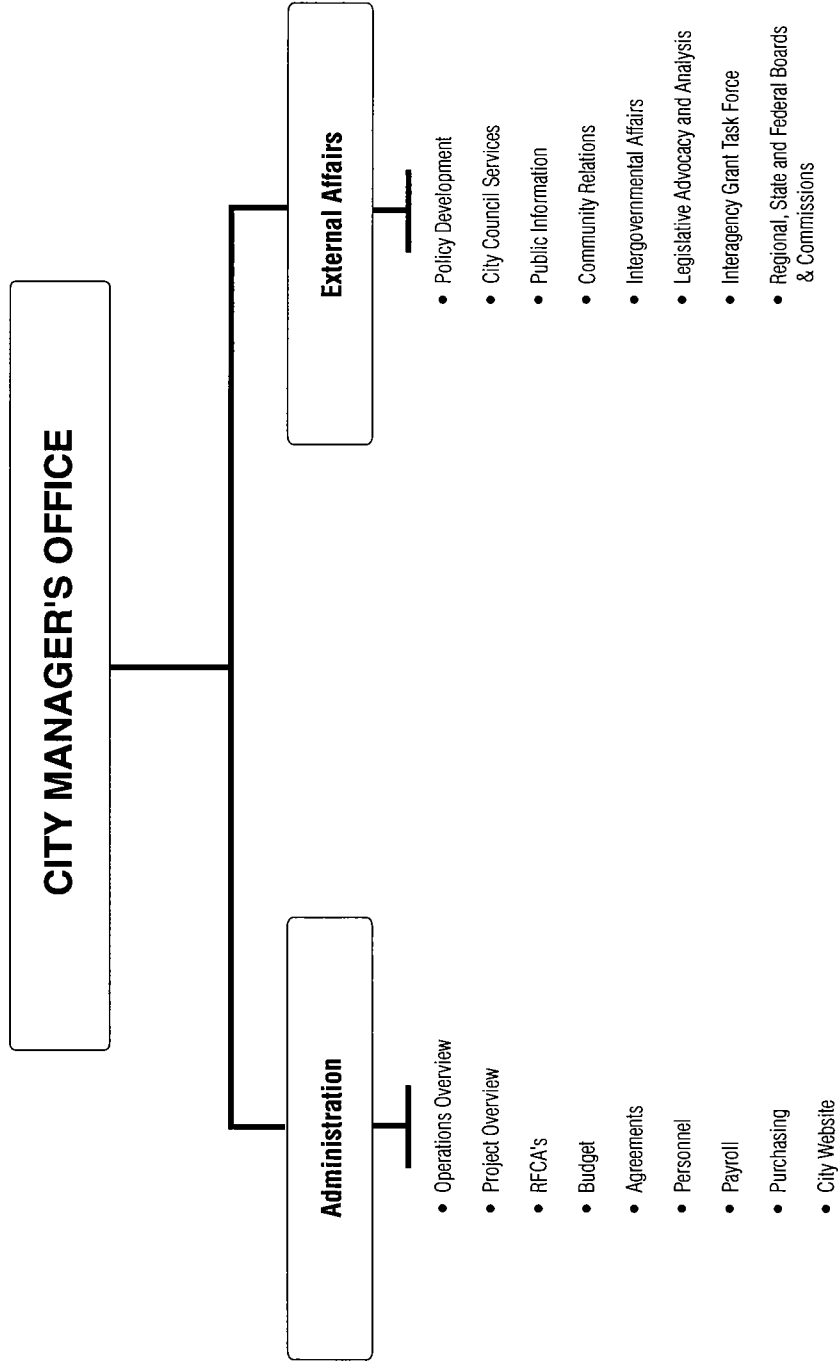 CITY MANAGER'S OFFICE
Administration
• Operations Overview
• Project Overview
• RFCA's
• Budget
• Agreements
• Personnel
• Payroll
• Purchasing
• City Website
External Affairs
• Policy Development
• City Council Services
• Public Information
• Community Relations
• Intergovernmental Affairs
• Legislative Advocacy and Analysis
• Interagency Grant Task Force
• Regional, State and Federal Boards
& Commissions